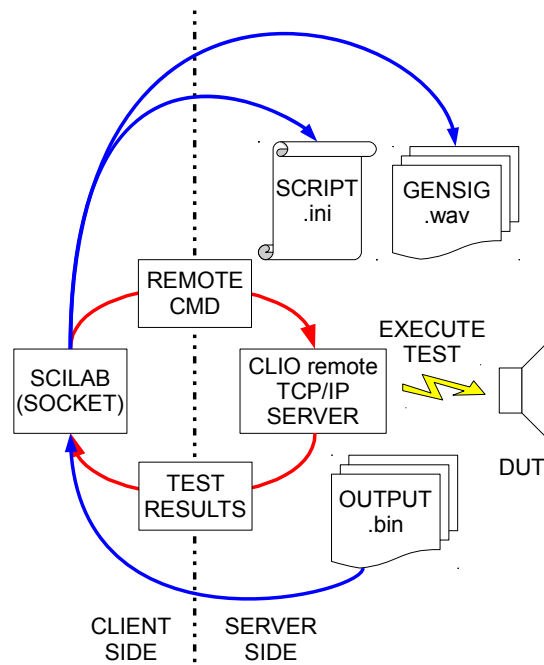 SCRIPT
.ini
GENSIG
.wav
REMOTE
CMD
EXECUTE
TEST
SCILAB
(SOCKET)
CLIO remote
TCP/IP
SERVER
DUT
TEST
RESULTS
OUTPUT
.bin
CLIENT
SIDE
SERVER
SIDE